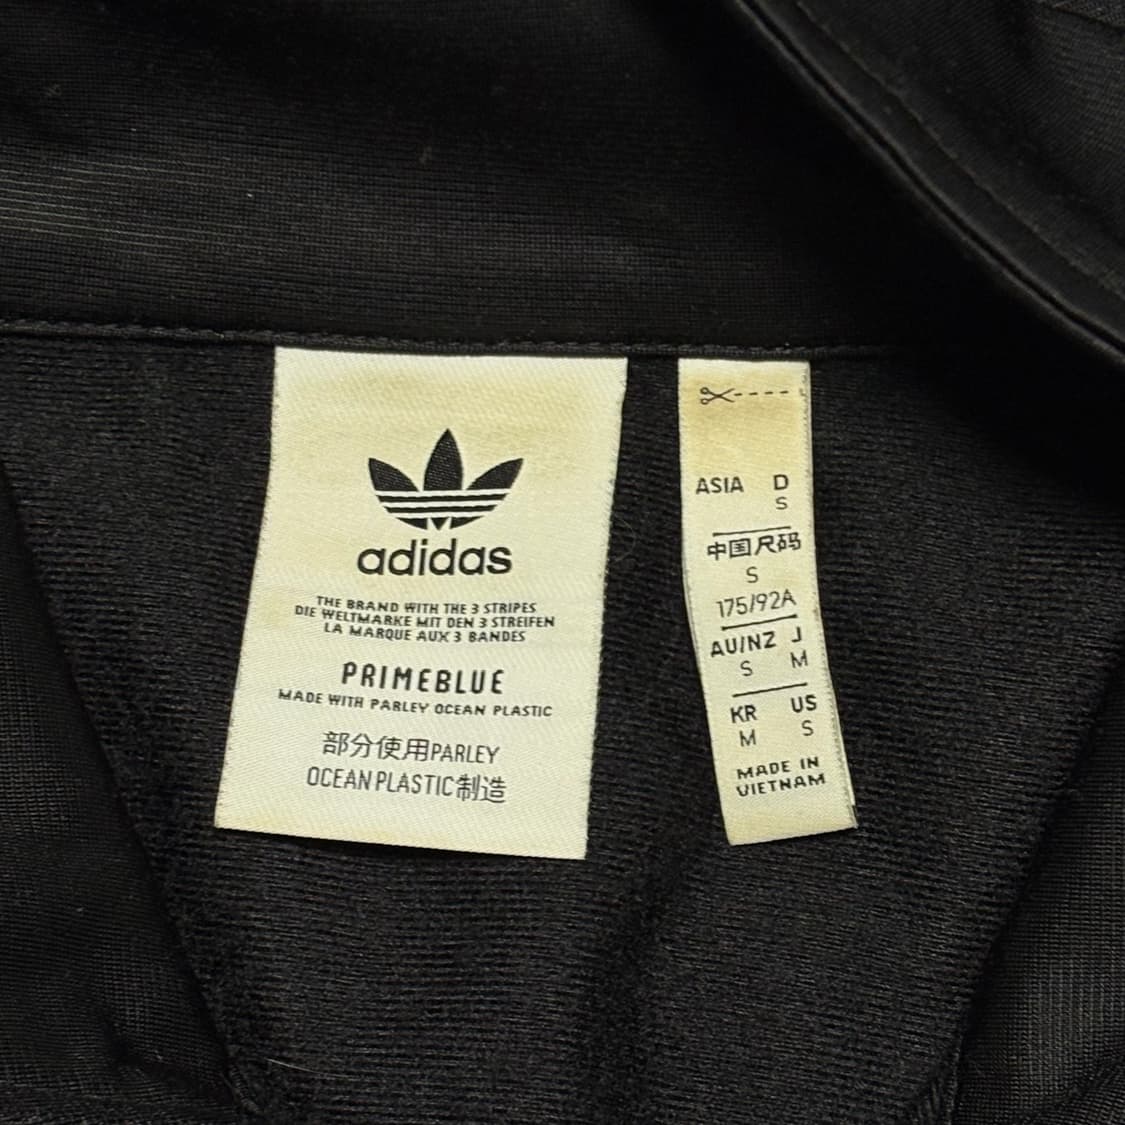 adidas
THE BRAND WITH THE 3 STRIPES
DIE WELTMARKE MIT DEN 3 STREIFEN
LA MARQUE AUX 3 BANDES
PRIMEBLUE
MADE WITH PARLEY OCEAN PLASTIC
部分使用PARLEY
OCEAN PLASTIC制造
ASIA D
S
中国尺码
S
175/92A
AU/NZ J
S M
KR US
M S
MADE IN
VIETNAM